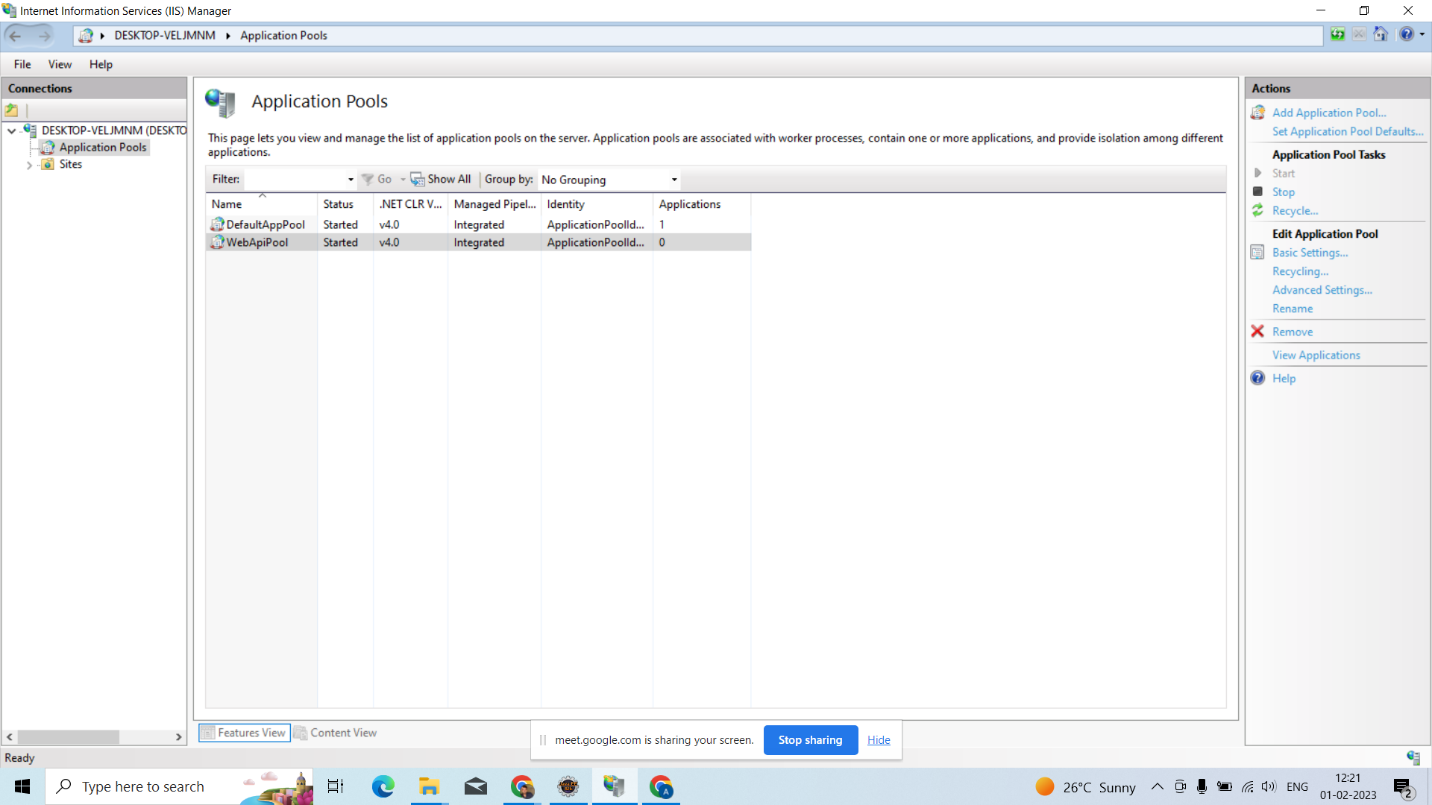 Internet Information Services (IIS) Manager
DESKTOP-VELJMNM
Application Pools
File View Help
Connections
DESKTOP-VELJMNM (DESKTO
Application Pools
Sites
Application Pools
This page lets you view and manage the list of application pools on the server. Application pools are associated with worker processes, contain one or more applications, and provide isolation among different
applications.
Filter: Go Show All Group by: No Grouping
Name Status .NET CLR V... Managed Pipel... Identity Applications
DefaultAppPool Started v4.0 Integrated ApplicationPoolId... 1
WebApiPool Started v4.0 Integrated ApplicationPoolId... 0
Features View Content View
Actions
Add Application Pool...
Set Application Pool Defaults...
Application Pool Tasks
Start
Stop
Recycle...
Edit Application Pool
Basic Settings...
Recycling...
Advanced Settings...
Rename
Remove
View Applications
Help
meet.google.com is sharing your screen. Stop sharing Hide
Ready
Type here to search
A
26°C Sunny
ENG
12:21
01-02-2023
2